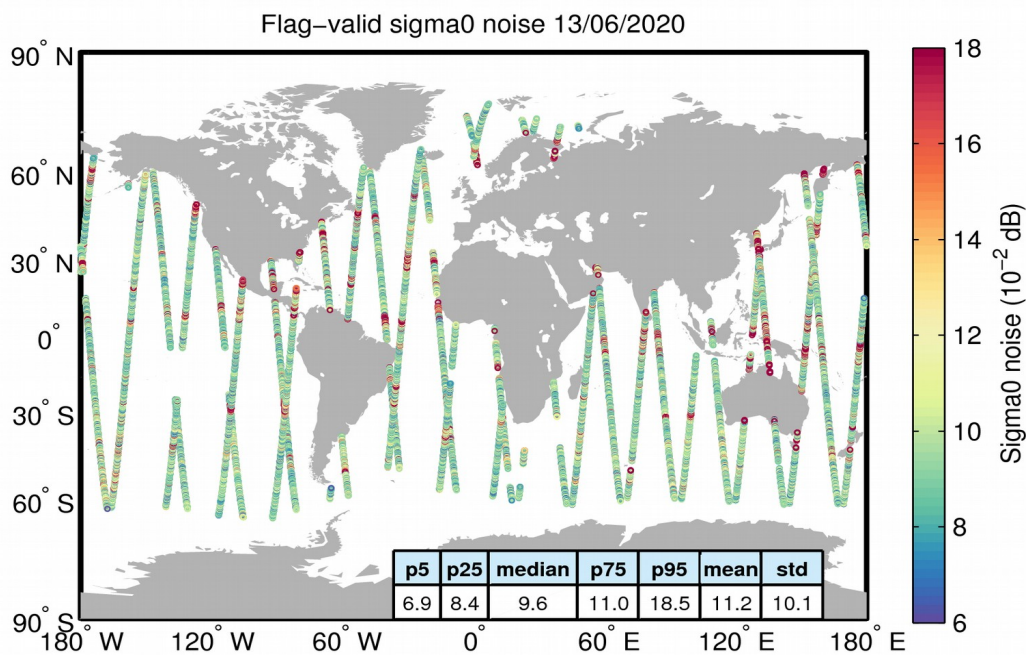 Flag−valid sigma0 noise 13/06/2020
90° N
60° N
30° N
0°
30° S
60° S
90° S
180° W
120° W
60° W
0°
60° E
120° E
180° E
p5 p25 median p75 p95 mean std
6.9 8.4 9.6 11.0 18.5 11.2 10.1
18
16
14
12
10
8
6
Sigma0 noise (10⁻² dB)